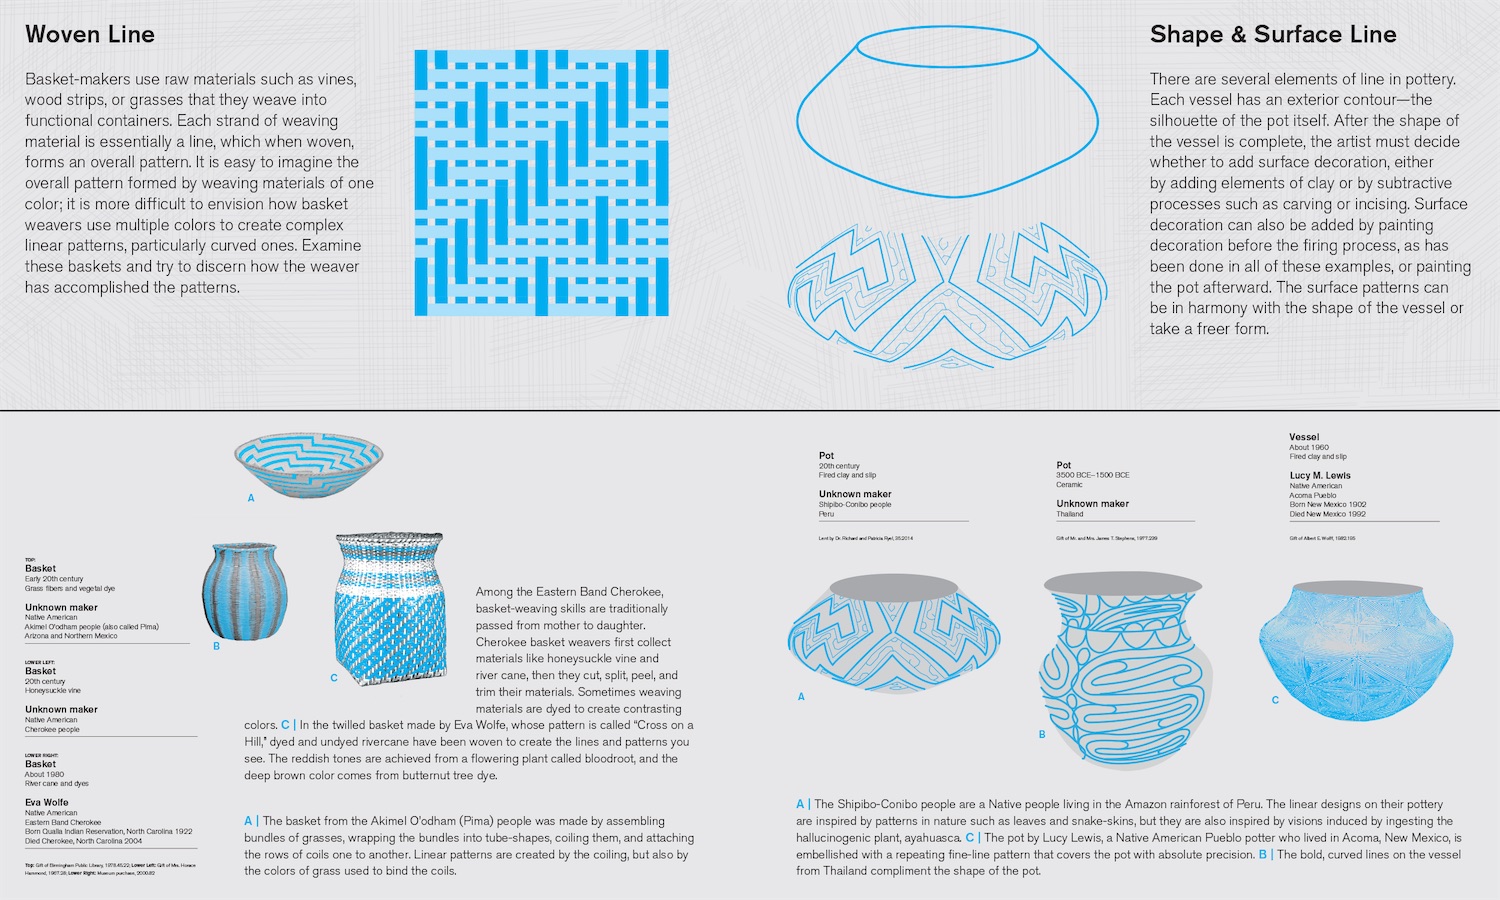 Woven Line
Basket-makers use raw materials such as vines,
wood strips, or grasses that they weave into
functional containers. Each strand of weaving
material is essentially a line, which when woven,
forms an overall pattern. It is easy to imagine the
overall pattern formed by weaving materials of one
color; it is more difficult to envision how basket
weavers use multiple colors to create complex
linear patterns, particularly curved ones. Examine
these baskets and try to discern how the weaver
has accomplished the patterns.
Shape & Surface Line
There are several elements of line in pottery.
Each vessel has an exterior contour—the
silhouette of the pot itself. After the shape of
the vessel is complete, the artist must decide
whether to add surface decoration, either
by adding elements of clay or by subtractive
processes such as carving or incising. Surface
decoration can also be added by painting
decoration before the firing process, as has
been done in all of these examples, or painting
the pot afterward. The surface patterns can
be in harmony with the shape of the vessel or
take a freer form.
A
B
C
TOP:
Basket
Early 20th century
Grass fibers and vegetal dye
Unknown maker
Native American
Akimel O'odham people (also called Pima)
Arizona and Northern Mexico
LOWER LEFT:
Basket
20th century
Honeysuckle vine
Unknown maker
Native American
Cherokee people
LOWER RIGHT:
Basket
About 1980
River cane and dyes
Eva Wolfe
Native American
Eastern Band Cherokee
Born Qualla Indian Reservation, North Carolina 1922
Died Cherokee, North Carolina 2004
Top: Gift of Birmingham Public Library, 1978.45/22; Lower Left: Gift of Mrs. Horace
Hammond, 1967.28; Lower Right: Museum purchase, 2000.82
Among the Eastern Band Cherokee,
basket-weaving skills are traditionally
passed from mother to daughter.
Cherokee basket weavers first collect
materials like honeysuckle vine and
river cane, then they cut, split, peel, and
trim their materials. Sometimes weaving
materials are dyed to create contrasting
colors. C | In the twilled basket made by Eva Wolfe, whose pattern is called “Cross on a
Hill,” dyed and undyed rivercane have been woven to create the lines and patterns you
see. The reddish tones are achieved from a flowering plant called bloodroot, and the
deep brown color comes from butternut tree dye.
A | The basket from the Akimel O'odham (Pima) people was made by assembling
bundles of grasses, wrapping the bundles into tube-shapes, coiling them, and attaching
the rows of coils one to another. Linear patterns are created by the coiling, but also by
the colors of grass used to bind the coils.
Pot
20th century
Fired clay and slip
Unknown maker
Shipibo-Conibo people
Peru
Lent by Dr. Richard and Patricia Ryel, 35.2014
Pot
3500 BCE–1500 BCE
Ceramic
Unknown maker
Thailand
Gift of Mr. and Mrs. James T. Stephens, 1977.229
Vessel
About 1960
Fired clay and slip
Lucy M. Lewis
Native American
Acoma Pueblo
Born New Mexico 1902
Died New Mexico 1992
Gift of Albert E. Wolff, 1982.195
A
B
C
A | The Shipibo-Conibo people are a Native people living in the Amazon rainforest of Peru. The linear designs on their pottery
are inspired by patterns in nature such as leaves and snake-skins, but they are also inspired by visions induced by ingesting the
hallucinogenic plant, ayahuasca. C | The pot by Lucy Lewis, a Native American Pueblo potter who lived in Acoma, New Mexico, is
embellished with a repeating fine-line pattern that covers the pot with absolute precision. B | The bold, curved lines on the vessel
from Thailand compliment the shape of the pot.